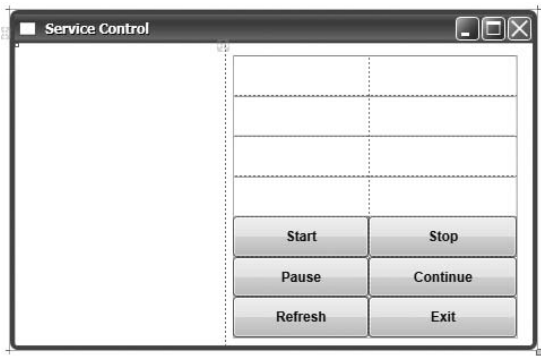 Service Control
Start Stop
Pause Continue
Refresh Exit